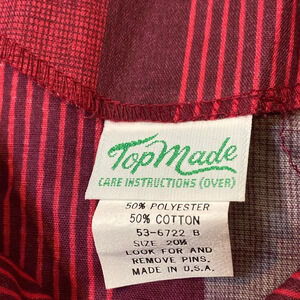 TopMade
CARE INSTRUCTIONS (OVER)
50% POLYESTER
50% COTTON
53-6722 B
SIZE 20½
LOOK FOR AND
REMOVE PINS.
MADE IN U.S.A.